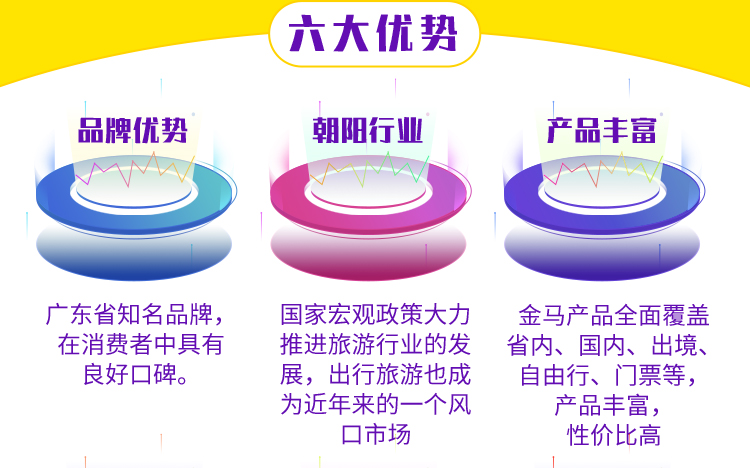 六大优势
品牌优势
广东省知名品牌，
在消费者中具有
良好口碑。
朝阳行业
国家宏观政策大力
推进旅游行业的发
展，出行旅游也成
为近年来的一个风
口市场
产品丰富
金马产品全面覆盖
省内、国内、出境、
自由行、门票等，
产品丰富，
性价比高